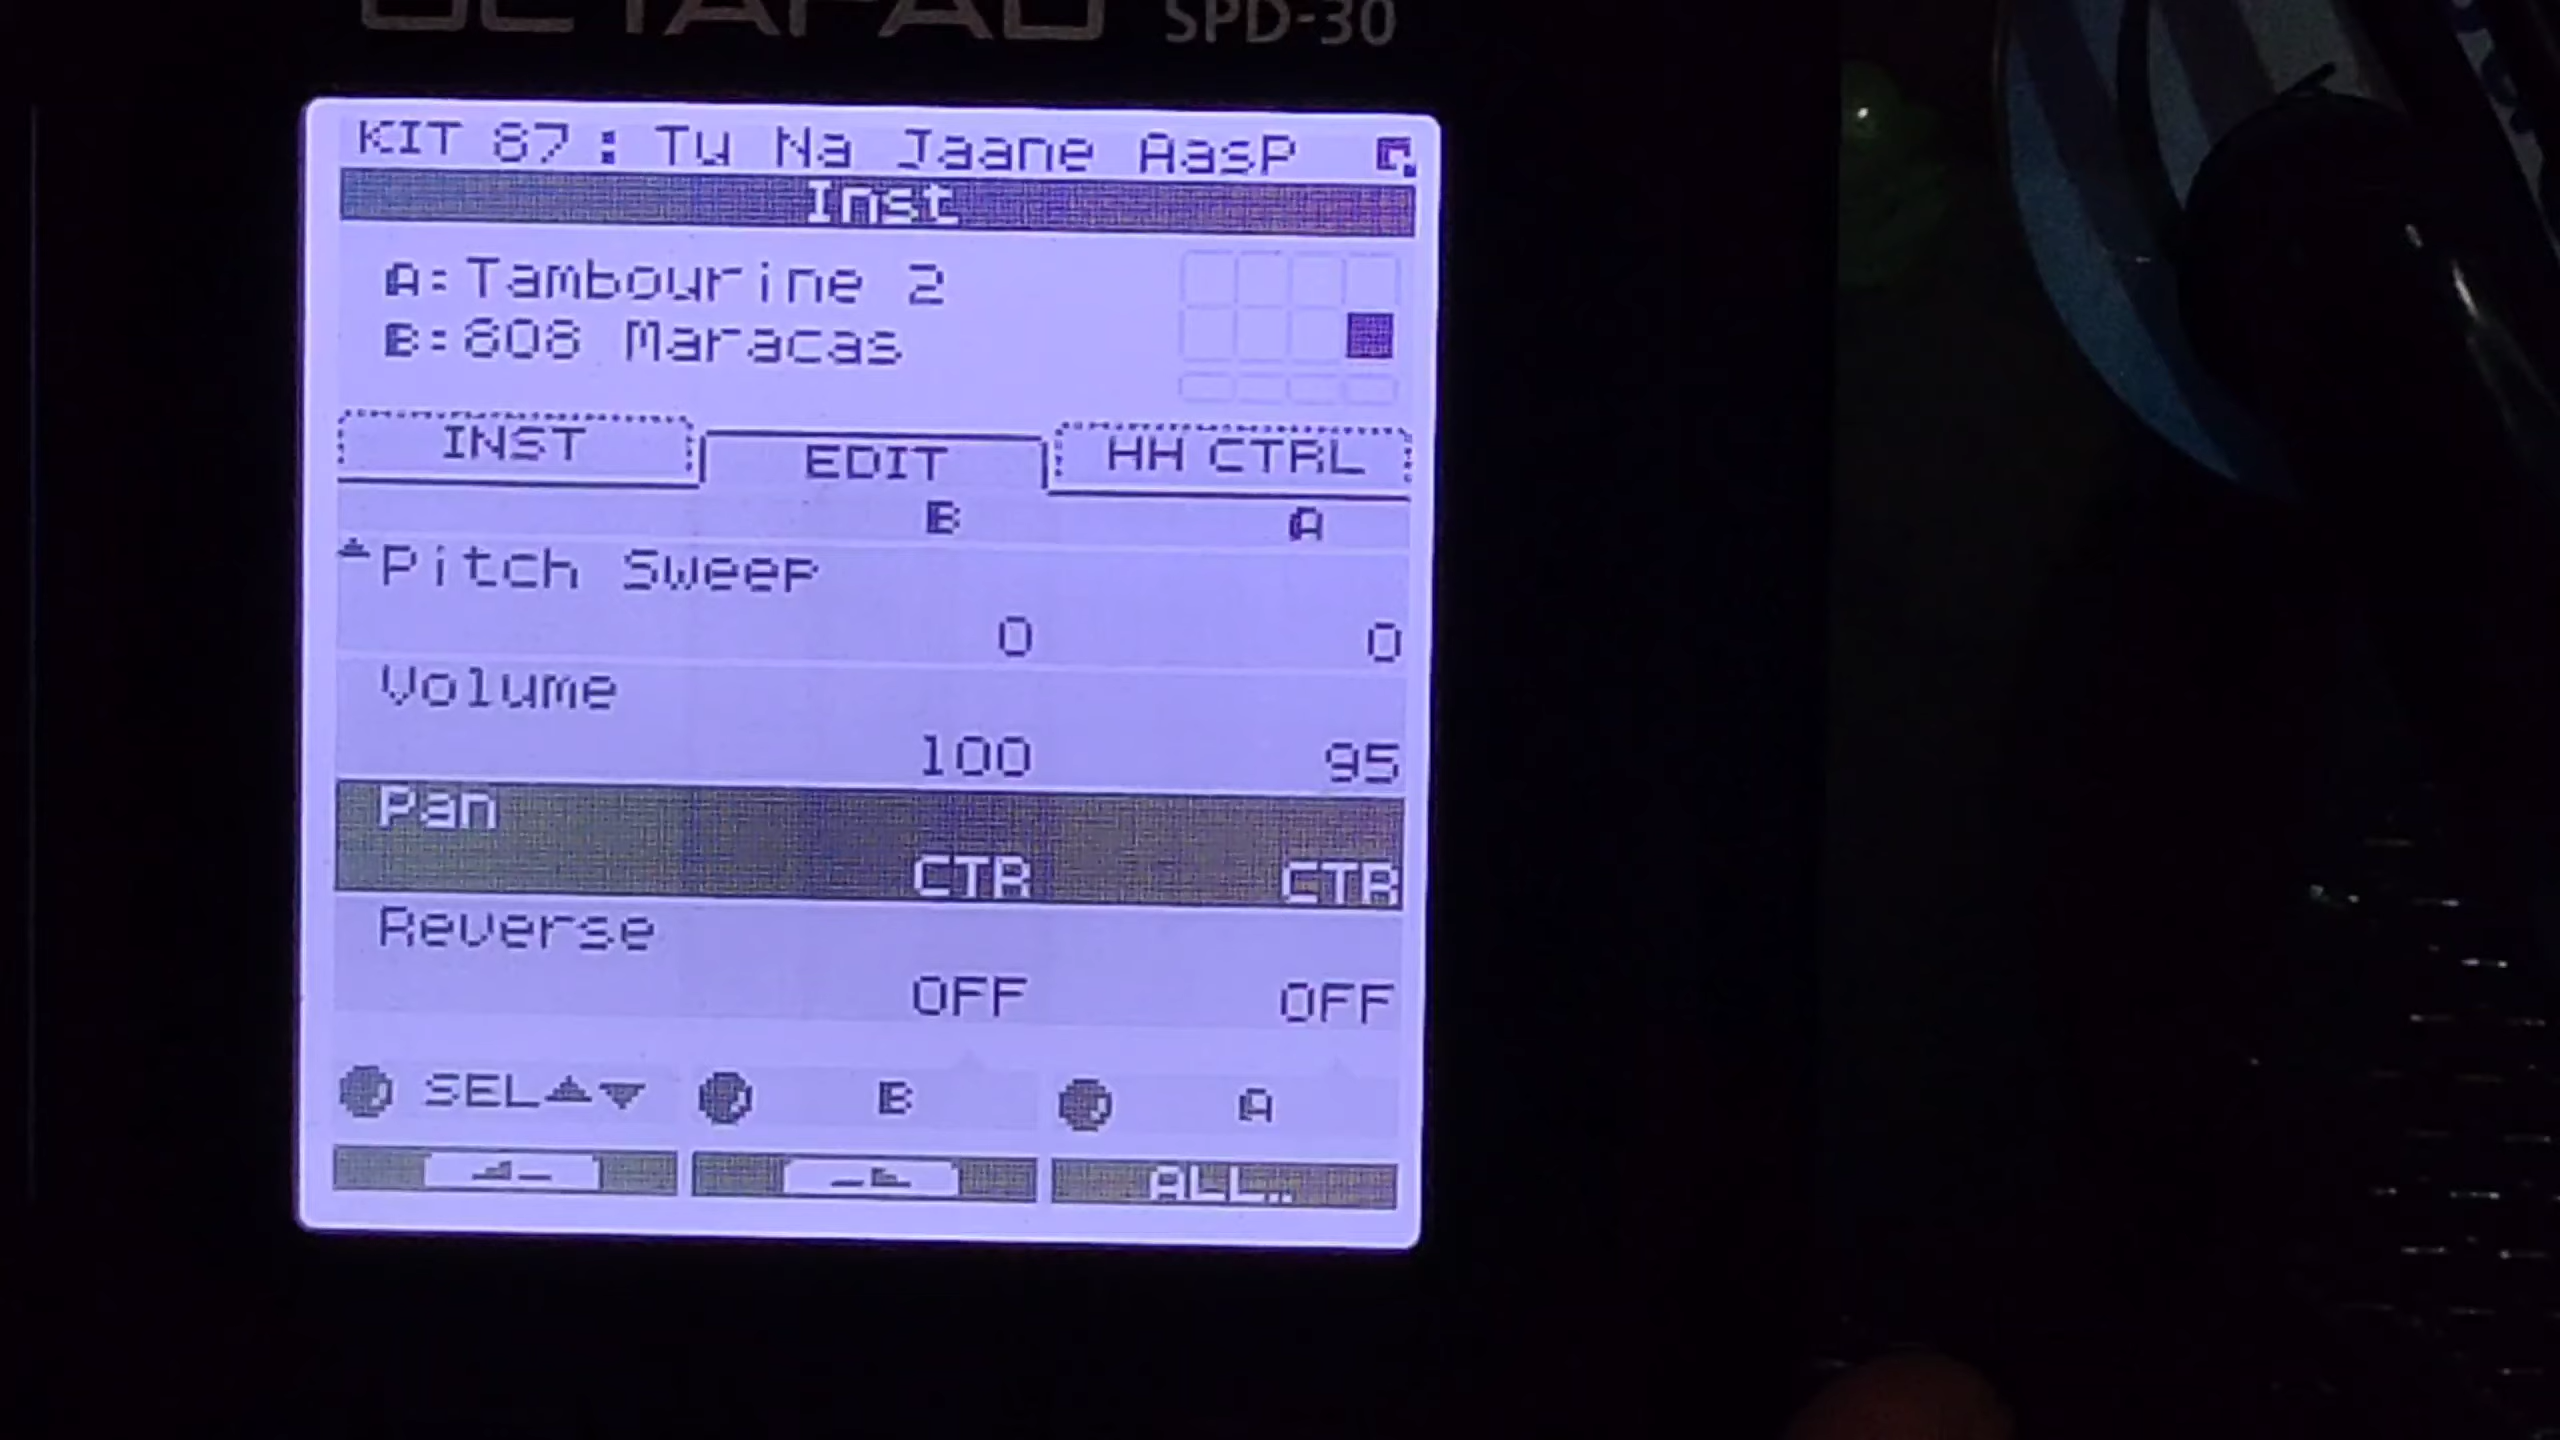 OCTAPAD SPD-30
KIT 87: Tu Na Jaane AasP
Inst
A:Tambourine 2
B:808 Maracas
INST EDIT HH CTRL
B A
Pitch Sweep
0 0
Volume
100 95
Pan
CTR CTR
Reverse
OFF OFF
SEL▲▼ B A
ALL..